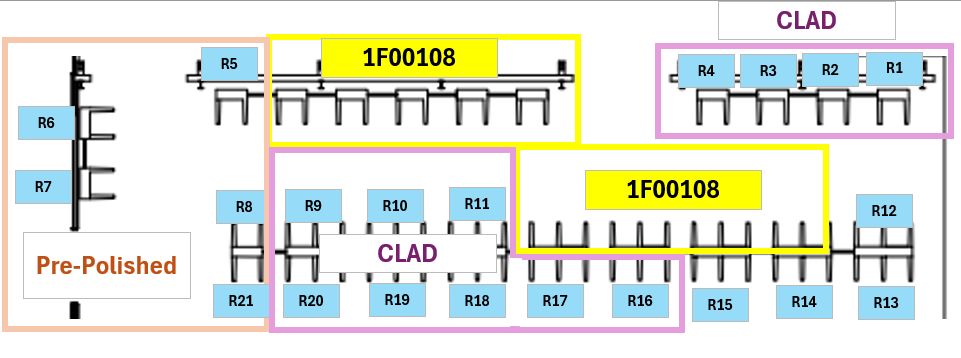 CLAD
R5
1F00108
R4
R3
R2
R1
R6
R7
1F00108
R8
R9
R10
R11
R12
Pre-Polished
CLAD
R21
R20
R19
R18
R17
R16
R15
R14
R13